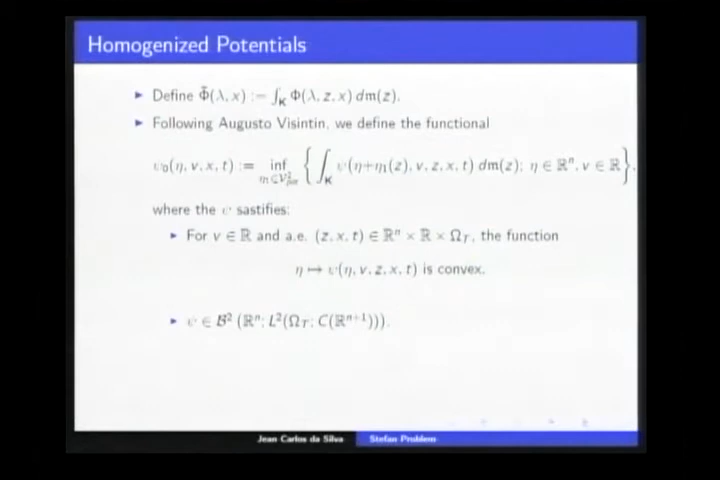 Homogenized Potentials
▸ Define Φ̄(λ, x) := ∫_K Φ(λ, z, x) dm(z).
▸ Following Augusto Visintin, we define the functional
ψ₀(η, v, x, t) := inf_{η₁∈V²_pot} { ∫_K ψ(η+η₁(z), v, z, x, t) dm(z); η ∈ ℝⁿ, v ∈ ℝ },
where the ψ sastifies:
▸ For v ∈ ℝ and a.e. (z, x, t) ∈ ℝⁿ × ℝ × Ω_T, the function
η ↦ ψ(η, v, z, x, t) is convex.
▸ ψ ∈ B² (ℝⁿ; L²(Ω_T; C(ℝⁿ⁺¹))).
Jean Carlos da Silva Stefan Problem